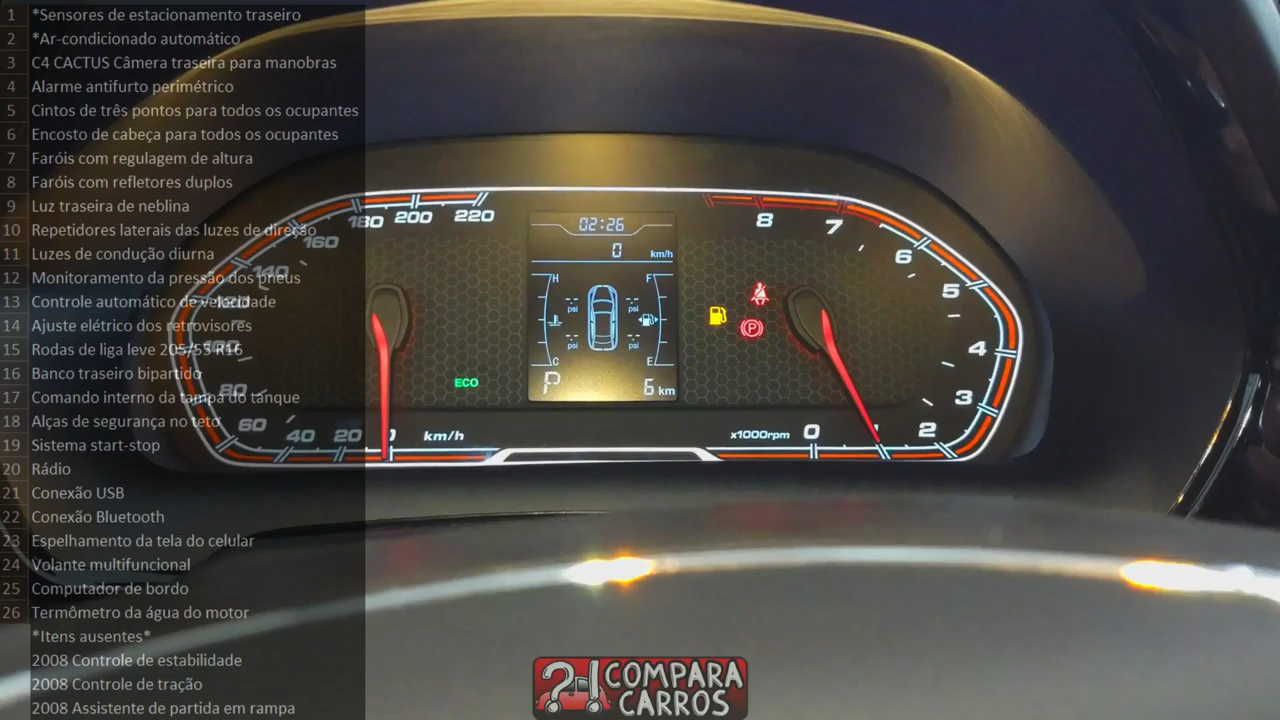 1 *Sensores de estacionamento traseiro
2 *Ar-condicionado automático
3 C4 CACTUS Câmera traseira para manobras
4 Alarme antifurto perimétrico
5 Cintos de três pontos para todos os ocupantes
6 Encosto de cabeça para todos os ocupantes
7 Faróis com regulagem de altura
8 Faróis com refletores duplos
9 Luz traseira de neblina
10 Repetidores laterais das luzes de direção
11 Luzes de condução diurna
12 Monitoramento da pressão dos pneus
13 Controle automático de velocidade
14 Ajuste elétrico dos retrovisores
15 Rodas de liga leve 205/55 R16
16 Banco traseiro bipartido
17 Comando interno da tampa do tanque
18 Alças de segurança no teto
19 Sistema start-stop
20 Rádio
21 Conexão USB
22 Conexão Bluetooth
23 Espelhamento da tela do celular
24 Volante multifuncional
25 Computador de bordo
26 Termômetro da água do motor
*Itens ausentes*
2008 Controle de estabilidade
2008 Controle de tração
2008 Assistente de partida em rampa
0 20 40 60 80 100 120 140 160 180 200 220
km/h
ECO
02:26
0 km/h
H F
psi psi
psi psi
C E
P 6 km
P
8 7 6 5 4 3 2 1 0
x1000rpm
?! COMPARA
CARROS